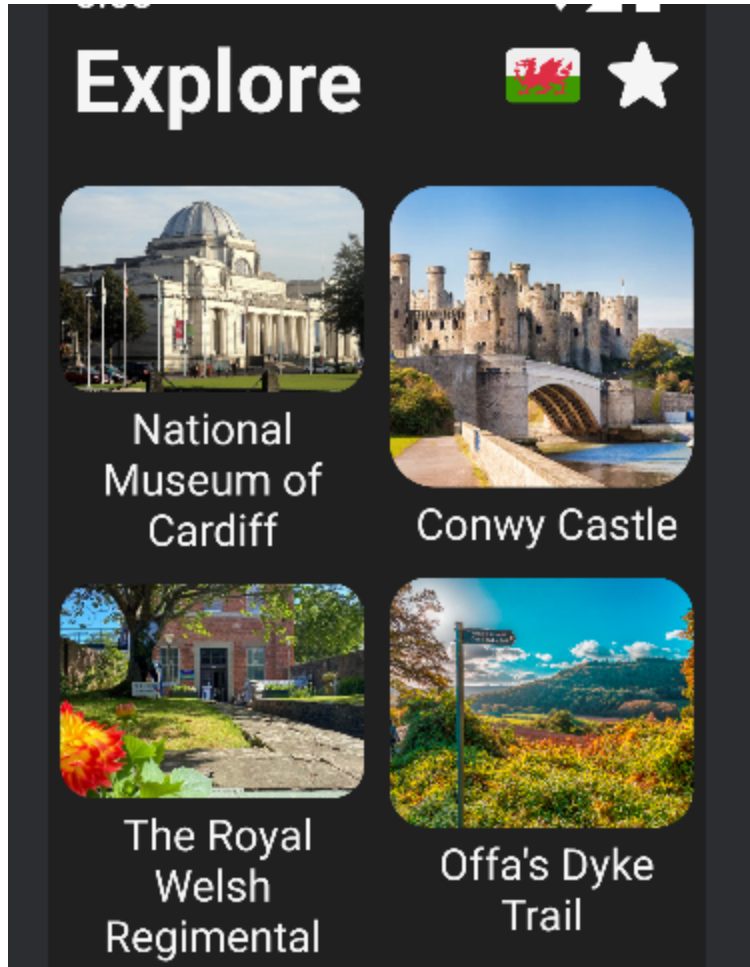 Explore
National
Museum of
Cardiff
Conwy Castle
The Royal
Welsh
Regimental
Offa's Dyke
Trail